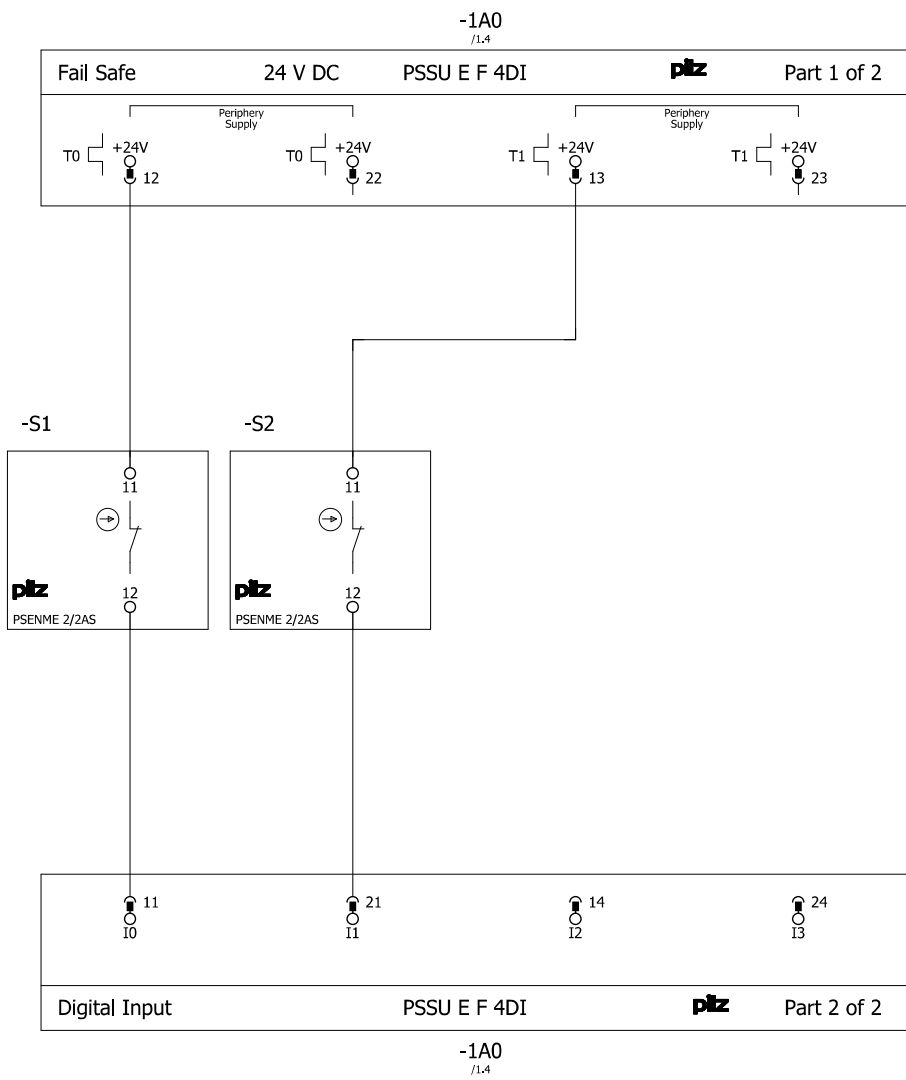 -1A0
/1.4
Fail Safe 24 V DC PSSU E F 4DI pilz Part 1 of 2
Periphery Supply Periphery Supply
T0 +24V T0 +24V T1 +24V T1 +24V
12 22 13 23
-S1 -S2
11 11
12 12
pilz pilz
PSENME 2/2AS PSENME 2/2AS
11 21 14 24
I0 I1 I2 I3
Digital Input PSSU E F 4DI pilz Part 2 of 2
-1A0
/1.4